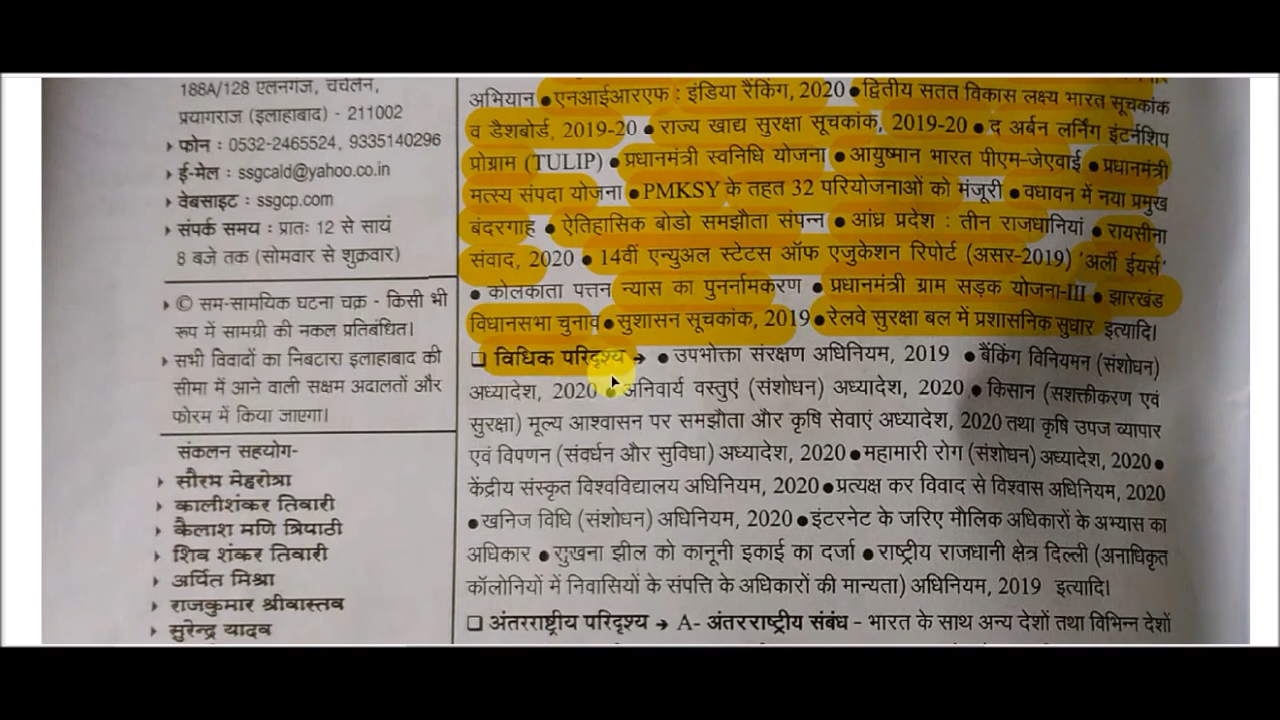 188A/128 एलनगंज, चर्चलेन,
प्रयागराज (इलाहाबाद) - 211002
फोन : 0532-2465524, 9335140296
ई-मेल : ssgcald@yahoo.co.in
वेबसाइट : ssgcp.com
संपर्क समय : प्रातः 12 से सायं
8 बजे तक (सोमवार से शुक्रवार)
© सम-सामयिक घटना चक्र - किसी भी
रूप में सामग्री की नकल प्रतिबंधित।
सभी विवादों का निबटारा इलाहाबाद की
सीमा में आने वाली सक्षम अदालतों और
फोरम में किया जाएगा।
संकलन सहयोग-
सौरभ मेहरोत्रा
कालीशंकर तिवारी
कैलाश मणि त्रिपाठी
शिव शंकर तिवारी
अर्पित मिश्रा
राजकुमार श्रीवास्तव
सुरेन्द्र यादव
अभियान ● एनआईआरएफ : इंडिया रैंकिंग, 2020 ● द्वितीय सतत विकास लक्ष्य भारत सूचकांक
व डैशबोर्ड, 2019-20 ● राज्य खाद्य सुरक्षा सूचकांक, 2019-20 ● द अर्बन लर्निंग इंटर्नशिप
प्रोग्राम (TULIP) ● प्रधानमंत्री स्वनिधि योजना ● आयुष्मान भारत पीएम-जेएवाई ● प्रधानमंत्री
मत्स्य संपदा योजना ● PMKSY के तहत 32 परियोजनाओं को मंजूरी ● वधावन में नया प्रमुख
बंदरगाह ● ऐतिहासिक बोडो समझौता संपन्न ● आंध्र प्रदेश : तीन राजधानियां ● रायसीना
संवाद, 2020 ● 14वीं एन्युअल स्टेटस ऑफ एजुकेशन रिपोर्ट (असर-2019) 'अर्ली ईयर्स'
● कोलकाता पत्तन न्यास का पुनर्नामकरण ● प्रधानमंत्री ग्राम सड़क योजना-III ● झारखंड
विधानसभा चुनाव ● सुशासन सूचकांक, 2019 ● रेलवे सुरक्षा बल में प्रशासनिक सुधार इत्यादि।
❑ विधिक परिदृश्य → ● उपभोक्ता संरक्षण अधिनियम, 2019 ● बैंकिंग विनियमन (संशोधन)
अध्यादेश, 2020 ● अनिवार्य वस्तुएं (संशोधन) अध्यादेश, 2020 ● किसान (सशक्तीकरण एवं
सुरक्षा) मूल्य आश्वासन पर समझौता और कृषि सेवाएं अध्यादेश, 2020 तथा कृषि उपज व्यापार
एवं विपणन (संवर्धन और सुविधा) अध्यादेश, 2020 ● महामारी रोग (संशोधन) अध्यादेश, 2020 ●
केंद्रीय संस्कृत विश्वविद्यालय अधिनियम, 2020 ● प्रत्यक्ष कर विवाद से विश्वास अधिनियम, 2020
● खनिज विधि (संशोधन) अधिनियम, 2020 ● इंटरनेट के जरिए मौलिक अधिकारों के अभ्यास का
अधिकार ● सुखना झील को कानूनी इकाई का दर्जा ● राष्ट्रीय राजधानी क्षेत्र दिल्ली (अनाधिकृत
कॉलोनियों में निवासियों के संपत्ति के अधिकारों की मान्यता) अधिनियम, 2019 इत्यादि।
❑ अंतरराष्ट्रीय परिदृश्य → A- अंतरराष्ट्रीय संबंध - भारत के साथ अन्य देशों तथा विभिन्न देशों